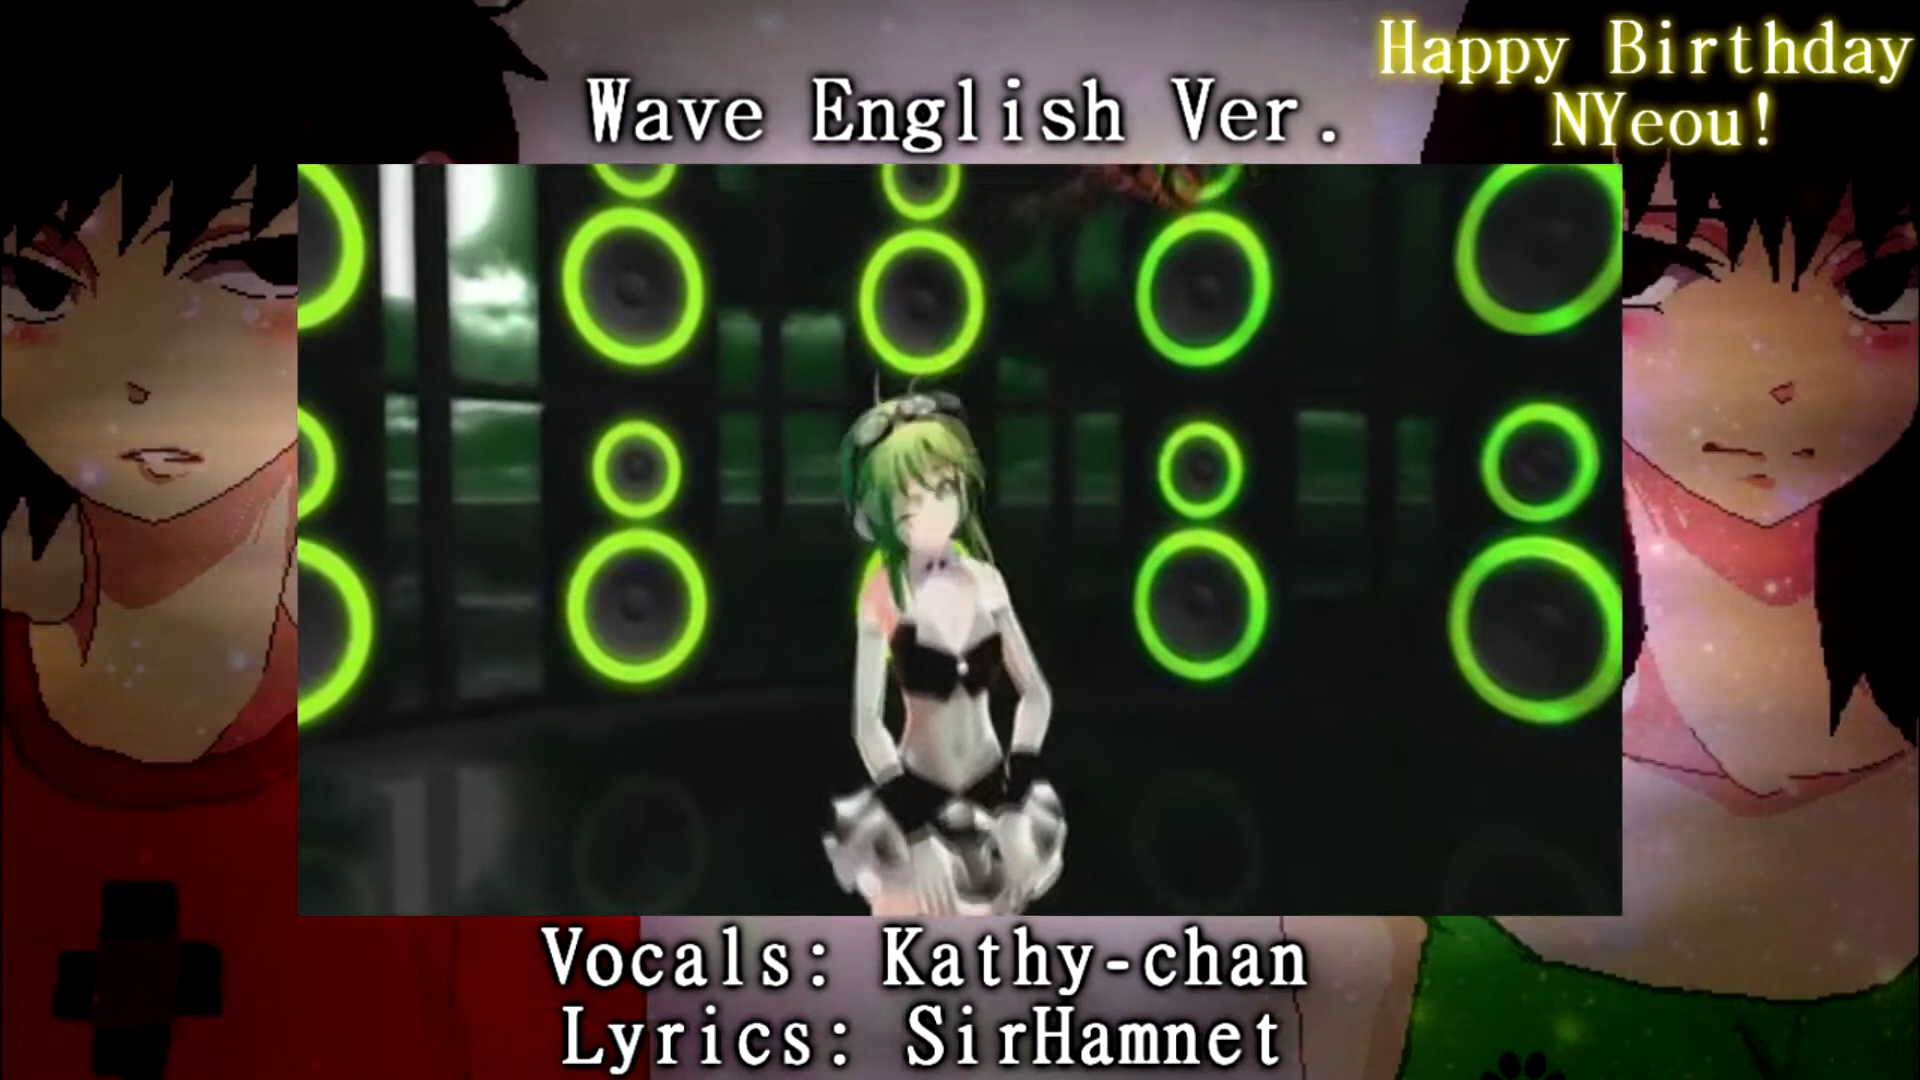 Happy Birthday
NYeou!
Wave English Ver.
Vocals: Kathy-chan
Lyrics: SirHamnet